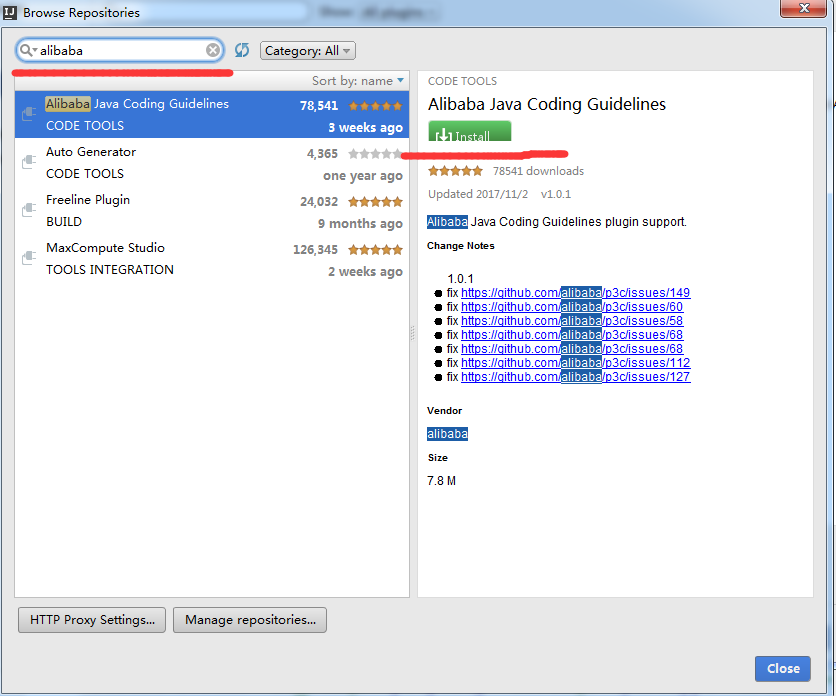 Browse Repositories
alibaba
Category: All
Sort by: name
Alibaba Java Coding Guidelines 78,541
CODE TOOLS 3 weeks ago
Auto Generator 4,365
CODE TOOLS one year ago
Freeline Plugin 24,032
BUILD 9 months ago
MaxCompute Studio 126,345
TOOLS INTEGRATION 2 weeks ago
CODE TOOLS
Alibaba Java Coding Guidelines
Install
78541 downloads
Updated 2017/11/2 v1.0.1
Alibaba Java Coding Guidelines plugin support.
Change Notes
1.0.1
fix https://github.com/alibaba/p3c/issues/149
fix https://github.com/alibaba/p3c/issues/60
fix https://github.com/alibaba/p3c/issues/58
fix https://github.com/alibaba/p3c/issues/68
fix https://github.com/alibaba/p3c/issues/68
fix https://github.com/alibaba/p3c/issues/112
fix https://github.com/alibaba/p3c/issues/127
Vendor
alibaba
Size
7.8 M
HTTP Proxy Settings...
Manage repositories...
Close